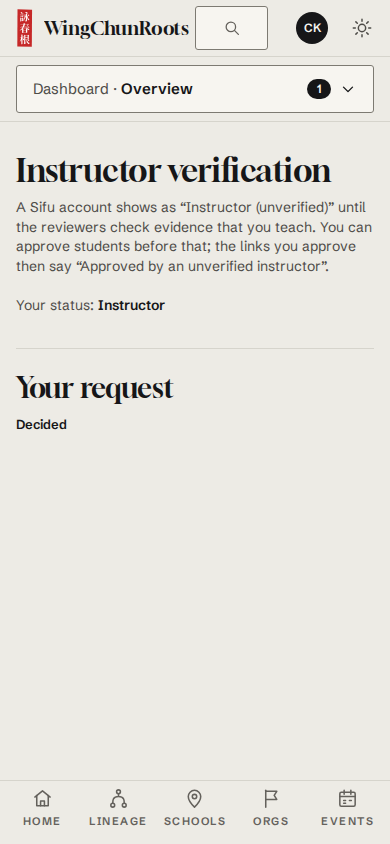 詠春根
WingChunRoots
CK
Dashboard · Overview
1
Instructor verification
A Sifu account shows as “Instructor (unverified)” until
the reviewers check evidence that you teach. You can
approve students before that; the links you approve
then say “Approved by an unverified instructor”.
Your status: Instructor
Your request
Decided
HOME
LINEAGE
SCHOOLS
ORGS
EVENTS